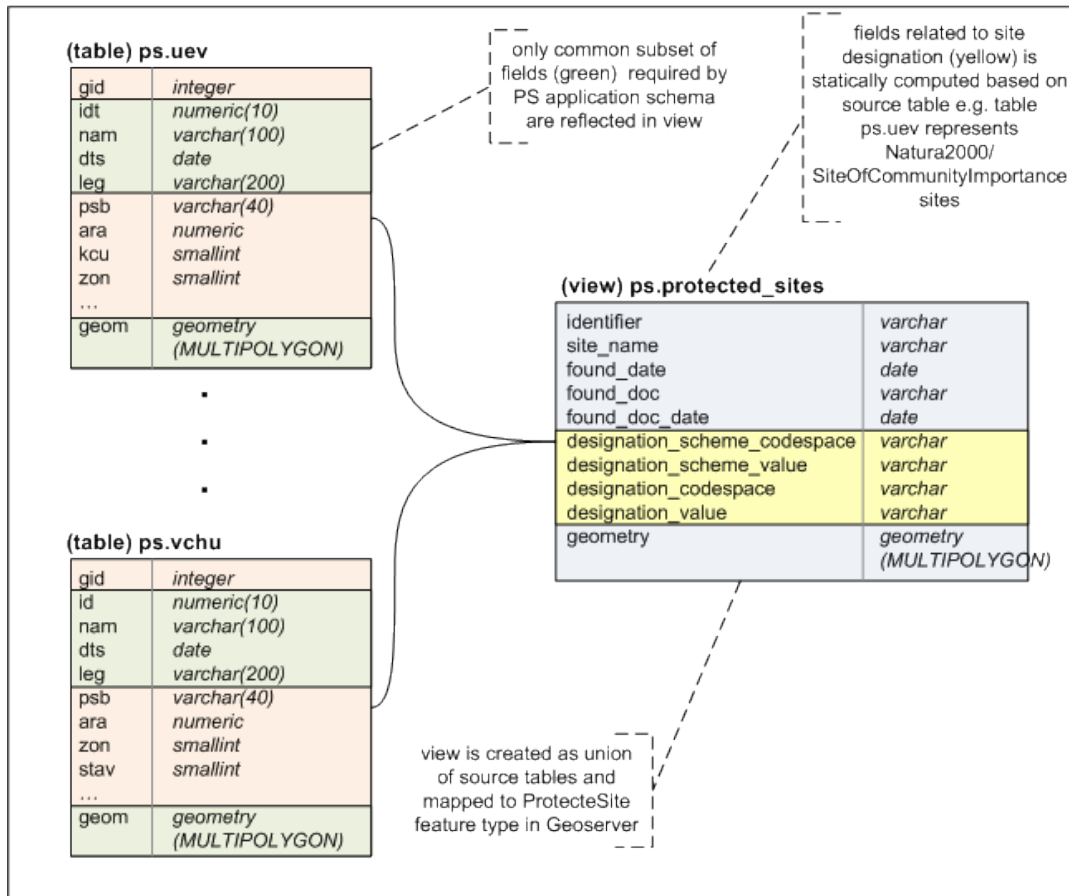 (table) ps.uev
gid integer
idt numeric(10)
nam varchar(100)
dts date
leg varchar(200)
psb varchar(40)
ara numeric
kcu smallint
zon smallint
...
geom geometry
(MULTIPOLYGON)
only common subset of
fields (green) required by
PS application schema
are reflected in view
fields related to site
designation (yellow) is
statically computed based on
source table e.g. table
ps.uev represents
Natura2000/
SiteOfCommunityImportance
sites
(view) ps.protected_sites
identifier varchar
site_name varchar
found_date date
found_doc varchar
found_doc_date date
designation_scheme_codespace varchar
designation_scheme_value varchar
designation_codespace varchar
designation_value varchar
geometry geometry
(MULTIPOLYGON)
(table) ps.vchu
gid integer
id numeric(10)
nam varchar(100)
dts date
leg varchar(200)
psb varchar(40)
ara numeric
zon smallint
stav smallint
...
geom geometry
(MULTIPOLYGON)
view is created as union
of source tables and
mapped to ProtecteSite
feature type in Geoserver